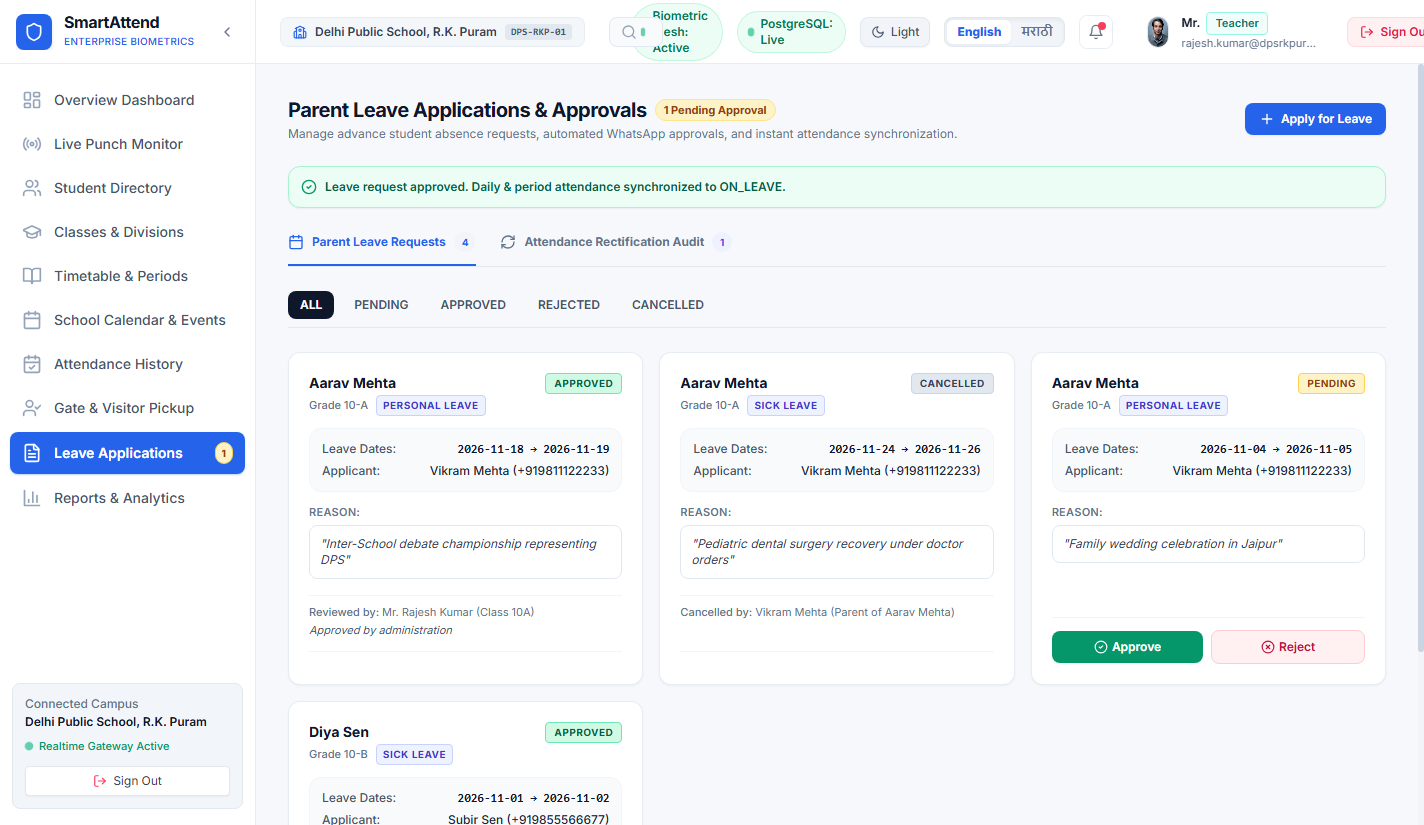 SmartAttend
ENTERPRISE BIOMETRICS
Delhi Public School, R.K. Puram DPS-RKP-01
Biometric
esh:
Active
PostgreSQL:
Live
Light
English मराठी
Mr. Teacher
rajesh.kumar@dpsrkpur...
Sign Ou
Overview Dashboard
Live Punch Monitor
Student Directory
Classes & Divisions
Timetable & Periods
School Calendar & Events
Attendance History
Gate & Visitor Pickup
Leave Applications 1
Reports & Analytics
Connected Campus
Delhi Public School, R.K. Puram
Realtime Gateway Active
Sign Out
Parent Leave Applications & Approvals 1 Pending Approval
Manage advance student absence requests, automated WhatsApp approvals, and instant attendance synchronization.
Apply for Leave
Leave request approved. Daily & period attendance synchronized to ON_LEAVE.
Parent Leave Requests 4 Attendance Rectification Audit 1
ALL PENDING APPROVED REJECTED CANCELLED
Aarav Mehta APPROVED
Grade 10-A PERSONAL LEAVE
Leave Dates: 2026-11-18 → 2026-11-19
Applicant: Vikram Mehta (+919811122233)
REASON:
"Inter-School debate championship representing
DPS"
Reviewed by: Mr. Rajesh Kumar (Class 10A)
Approved by administration
Aarav Mehta CANCELLED
Grade 10-A SICK LEAVE
Leave Dates: 2026-11-24 → 2026-11-26
Applicant: Vikram Mehta (+919811122233)
REASON:
"Pediatric dental surgery recovery under doctor
orders"
Cancelled by: Vikram Mehta (Parent of Aarav Mehta)
Aarav Mehta PENDING
Grade 10-A PERSONAL LEAVE
Leave Dates: 2026-12-04 → 2026-12-05
Applicant: Vikram Mehta (+919811122233)
REASON:
"Family wedding celebration in Jaipur"
Approve Reject
Diya Sen APPROVED
Grade 10-B SICK LEAVE
Leave Dates: 2026-11-01 → 2026-11-02
Applicant: Subir Sen (+919855566677)